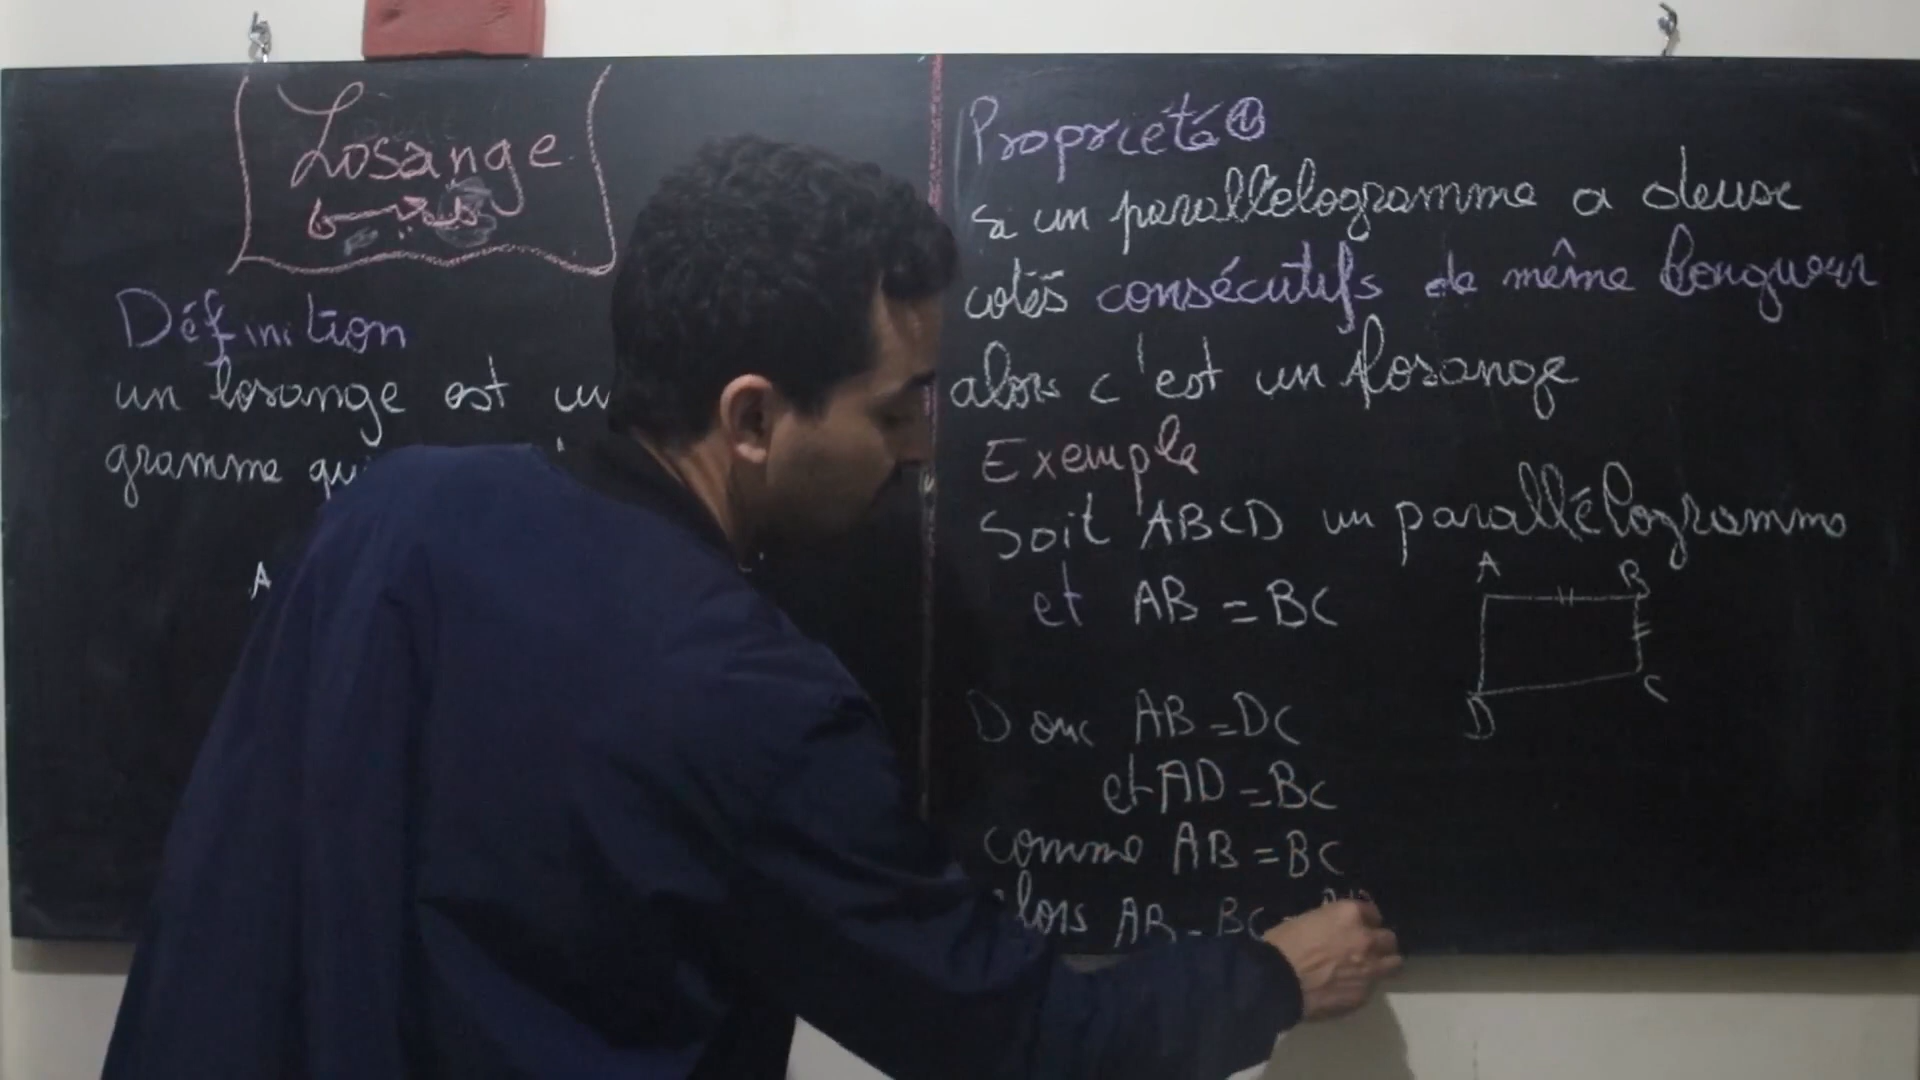 Losange
معين
Définition
un losange est un
gramme qui
A
Propriété 1
si un parallélogramme a deux
cotés consécutifs de même longueur
alors c'est un losange
Exemple
Soit ABCD un parallélogramme
et AB = BC
A B
D C
Donc AB = DC
et AD = BC
comme AB = BC
alors AB = BC =